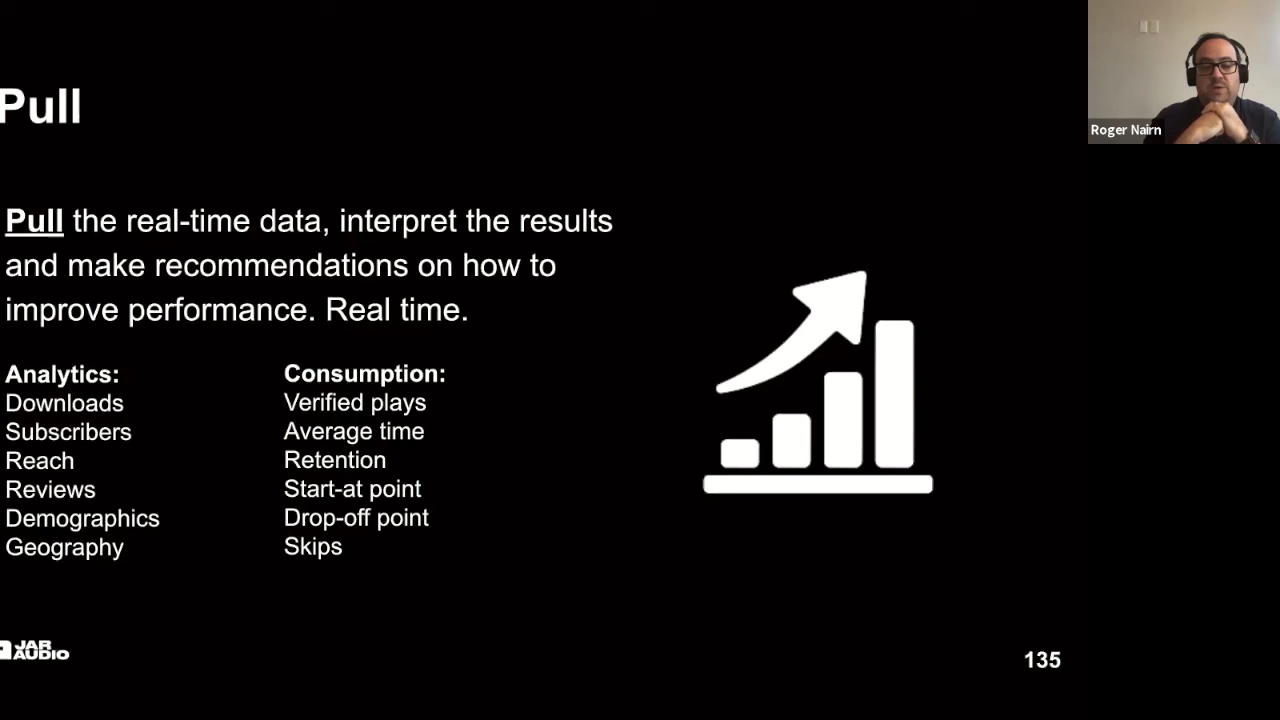 Pull
Roger Nairn
Pull the real-time data, interpret the results
and make recommendations on how to
improve performance. Real time.
Analytics:
Downloads
Subscribers
Reach
Reviews
Demographics
Geography
Consumption:
Verified plays
Average time
Retention
Start-at point
Drop-off point
Skips
JAR
AUDIO
135